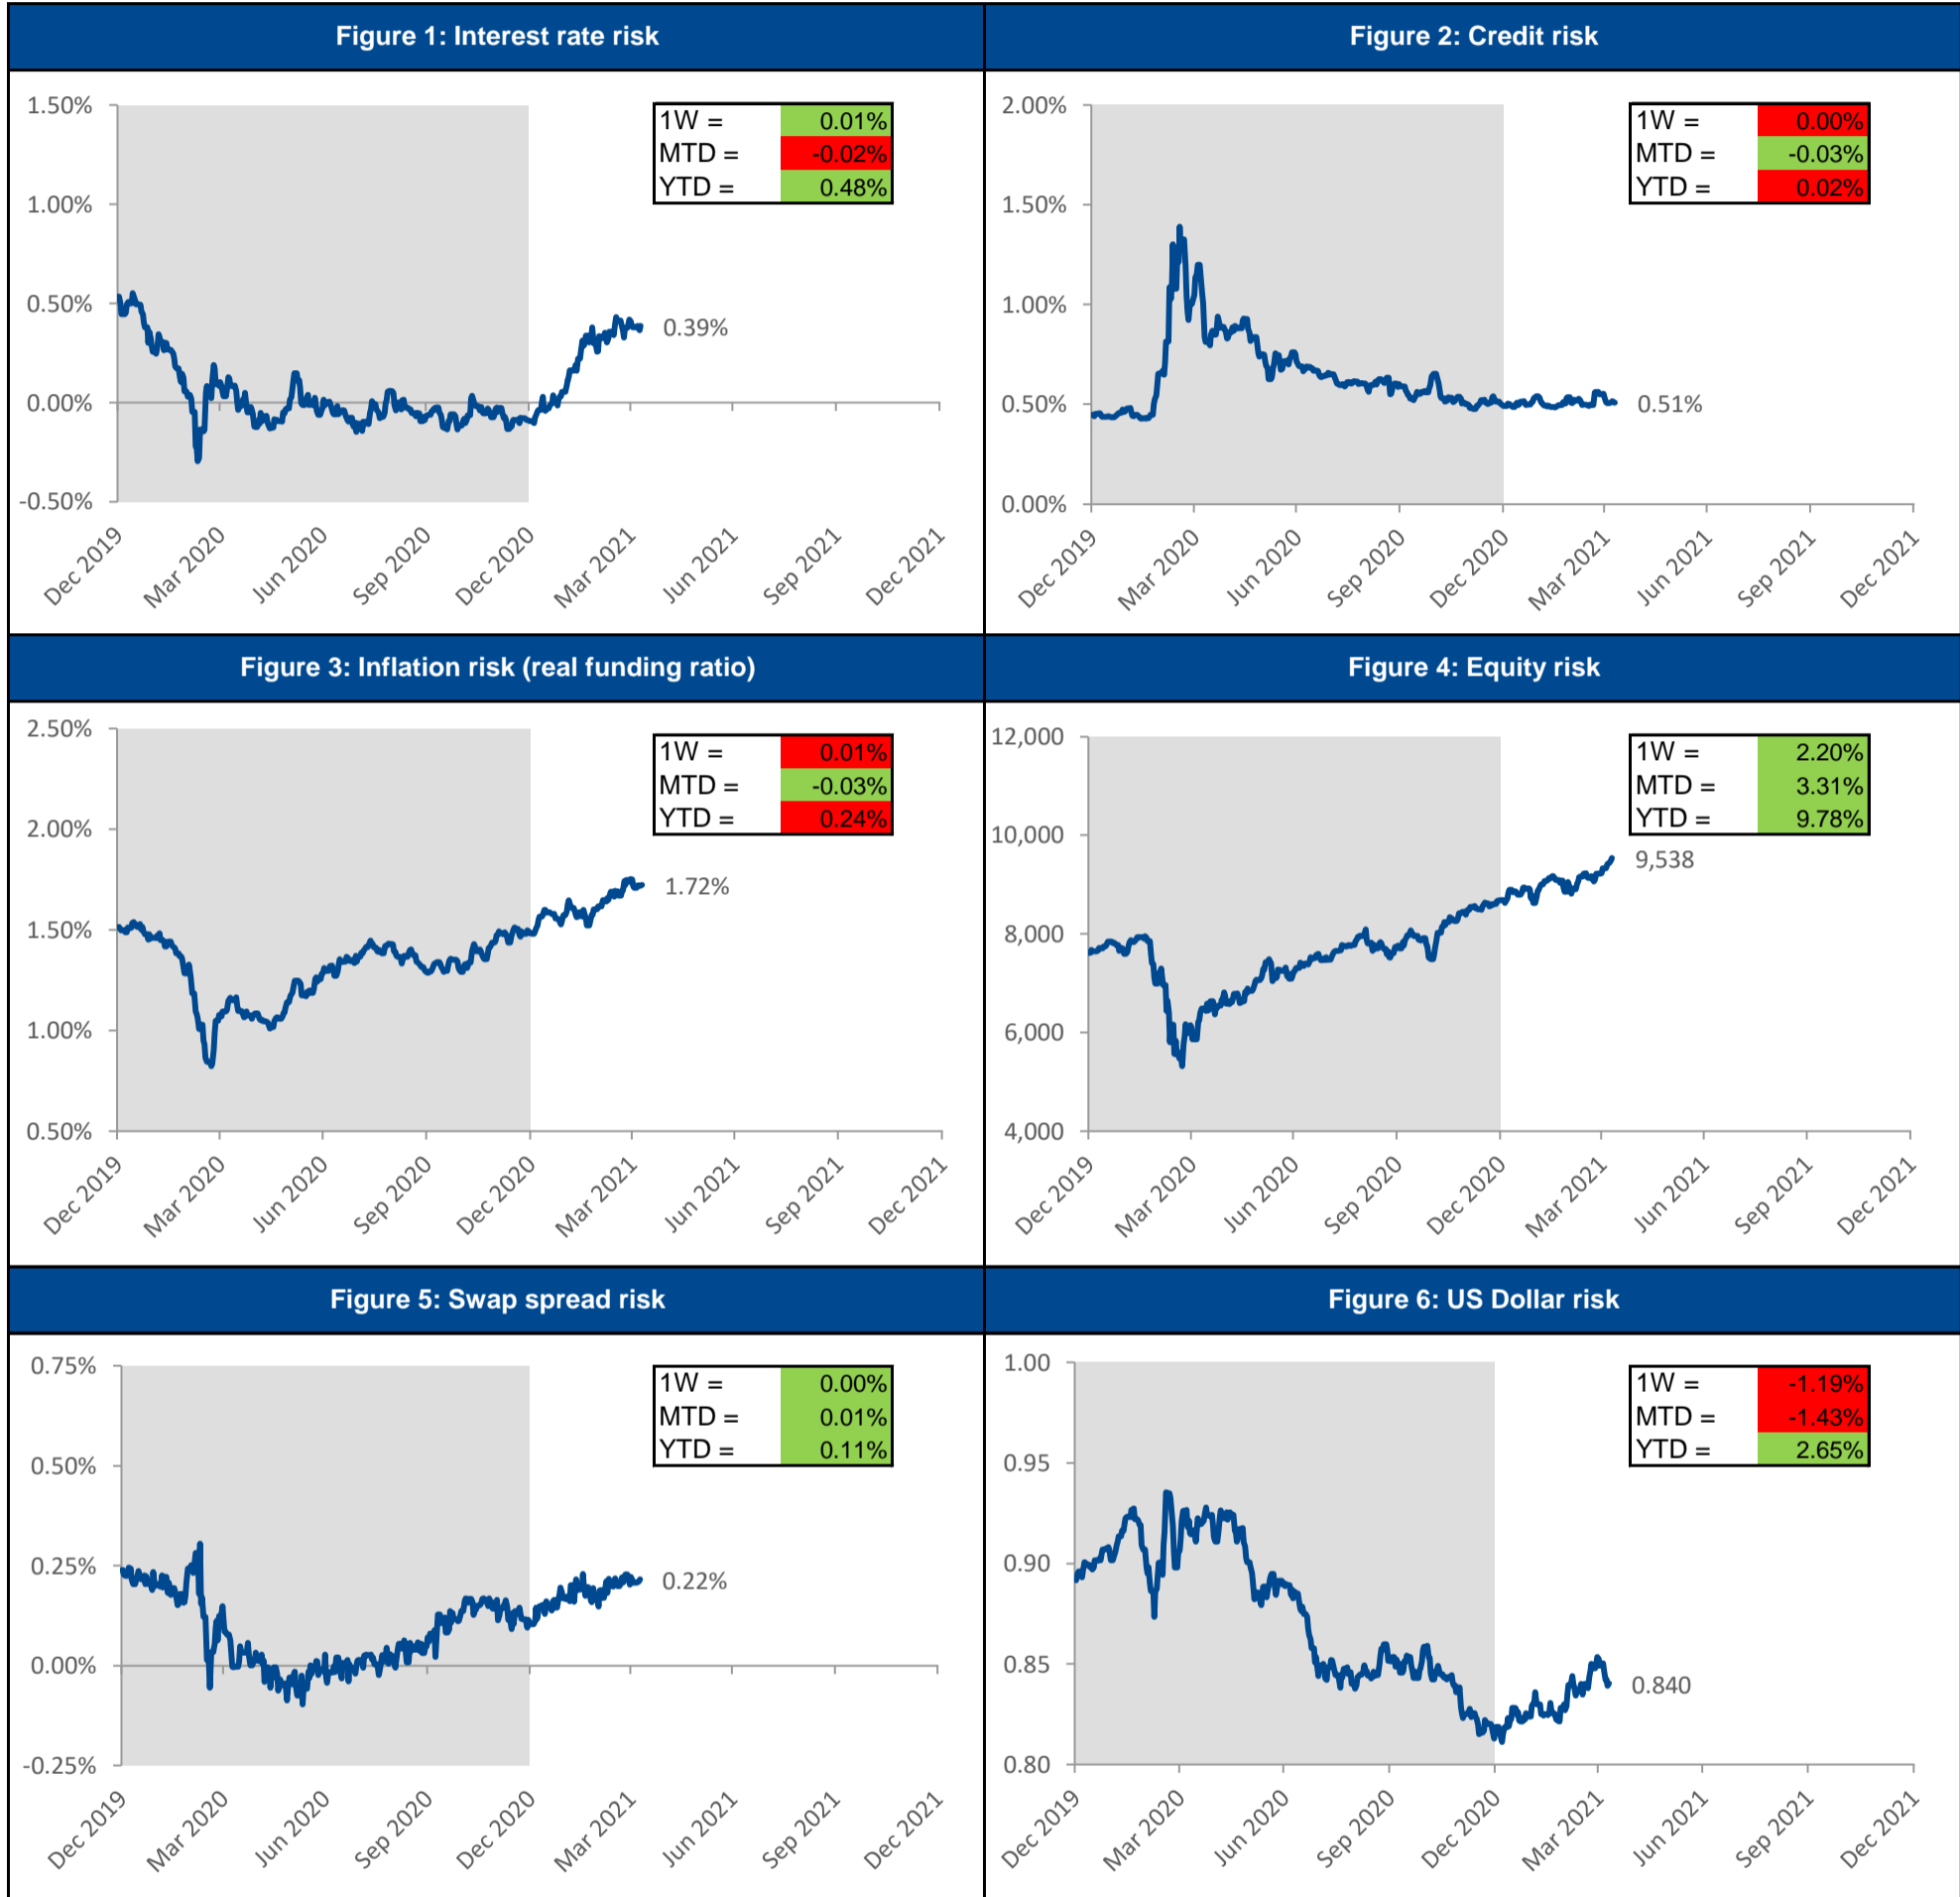 Figure 1: Interest rate risk
1.50%
1.00%
0.50%
0.00%
-0.50%
1W = 0.01%
MTD = -0.02%
YTD = 0.48%
0.39%
Dec 2019 Mar 2020 Jun 2020 Sep 2020 Dec 2020 Mar 2021 Jun 2021 Sep 2021 Dec 2021
Figure 2: Credit risk
2.00%
1.50%
1.00%
0.50%
0.00%
1W = 0.00%
MTD = -0.03%
YTD = 0.02%
0.51%
Dec 2019 Mar 2020 Jun 2020 Sep 2020 Dec 2020 Mar 2021 Jun 2021 Sep 2021 Dec 2021
Figure 3: Inflation risk (real funding ratio)
2.50%
2.00%
1.50%
1.00%
0.50%
1W = 0.01%
MTD = -0.03%
YTD = 0.24%
1.72%
Dec 2019 Mar 2020 Jun 2020 Sep 2020 Dec 2020 Mar 2021 Jun 2021 Sep 2021 Dec 2021
Figure 4: Equity risk
12,000
10,000
8,000
6,000
4,000
1W = 2.20%
MTD = 3.31%
YTD = 9.78%
9,538
Dec 2019 Mar 2020 Jun 2020 Sep 2020 Dec 2020 Mar 2021 Jun 2021 Sep 2021 Dec 2021
Figure 5: Swap spread risk
0.75%
0.50%
0.25%
0.00%
-0.25%
1W = 0.00%
MTD = 0.01%
YTD = 0.11%
0.22%
Dec 2019 Mar 2020 Jun 2020 Sep 2020 Dec 2020 Mar 2021 Jun 2021 Sep 2021 Dec 2021
Figure 6: US Dollar risk
1.00
0.95
0.90
0.85
0.80
1W = -1.19%
MTD = -1.43%
YTD = 2.65%
0.840
Dec 2019 Mar 2020 Jun 2020 Sep 2020 Dec 2020 Mar 2021 Jun 2021 Sep 2021 Dec 2021